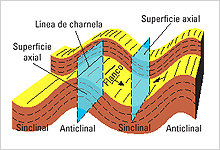 Línea de charnela
Superficie
axial
Superficie
axial
Flanco
Sinclinal
Anticlinal
Sinclinal
Anticlinal